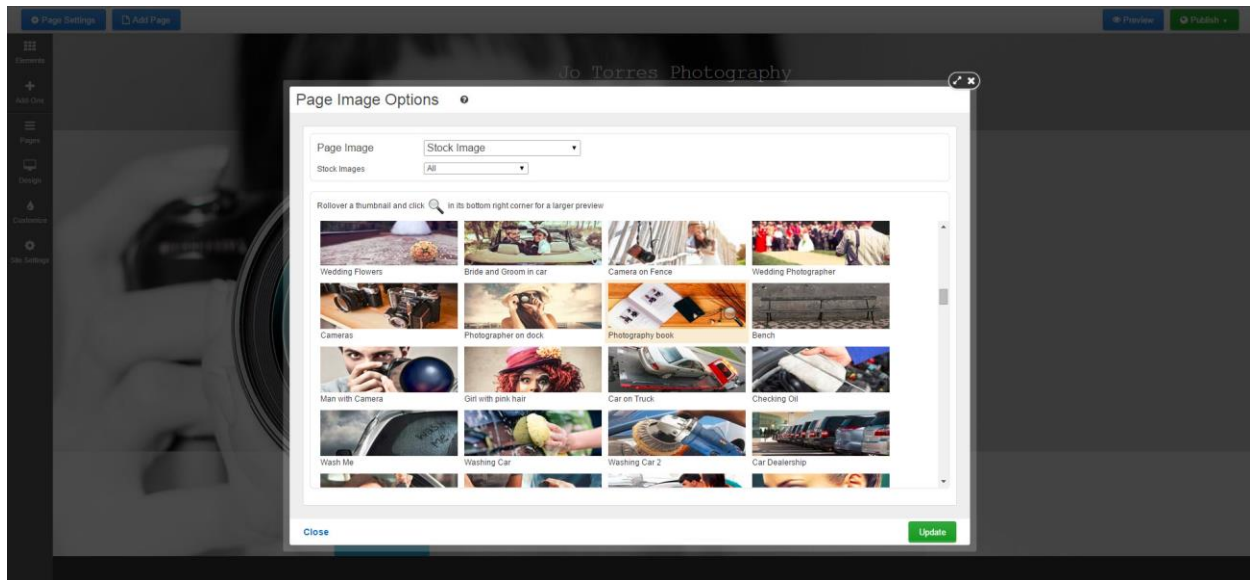 Page Settings
Add Page
Preview
Publish
Elements
Add Ons
Pages
Design
Customize
Site Settings
Jo Torres Photography
Page Image Options
Page Image
Stock Image
Stock Images
All
Rollover a thumbnail and click in its bottom right corner for a larger preview
Wedding Flowers
Bride and Groom in car
Camera on Fence
Wedding Photographer
Cameras
Photographer on dock
Photography book
Bench
Man with Camera
Girl with pink hair
Car on Truck
Checking Oil
WASH ME
Wash Me
Washing Car
Washing Car 2
Car Dealership
Close
Update